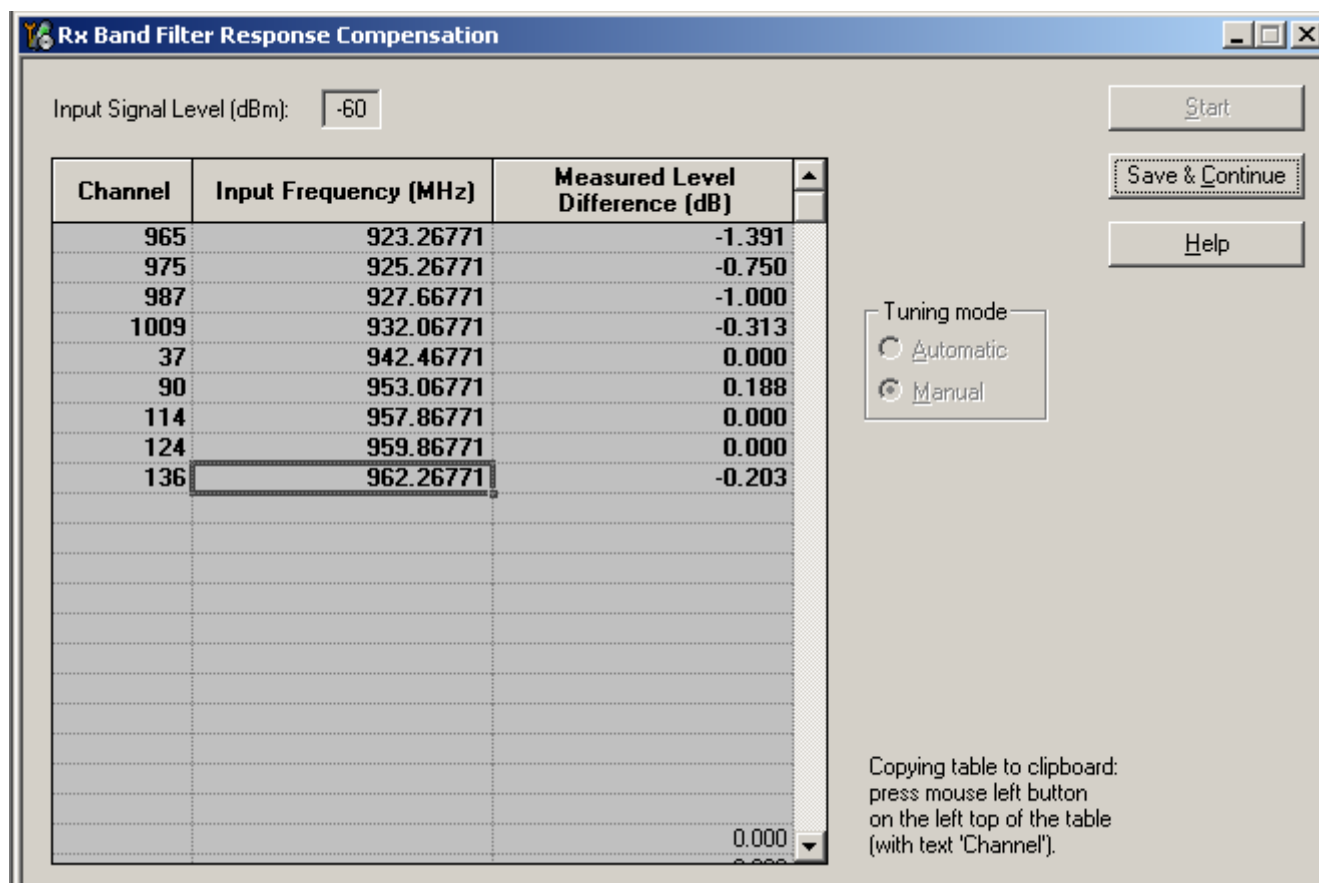 Rx Band Filter Response Compensation
Input Signal Level (dBm): -60
Start
Save & Continue
Help
Channel Input Frequency (MHz) Measured Level Difference (dB)
965 923.26771 -1.391
975 925.26771 -0.750
987 927.66771 -1.000
1009 932.06771 -0.313
37 942.46771 0.000
90 953.06771 0.188
114 957.86771 0.000
124 959.86771 0.000
136 962.26771 -0.203
0.000
Tuning mode
Automatic
Manual
Copying table to clipboard:
press mouse left button
on the left top of the table
(with text 'Channel').